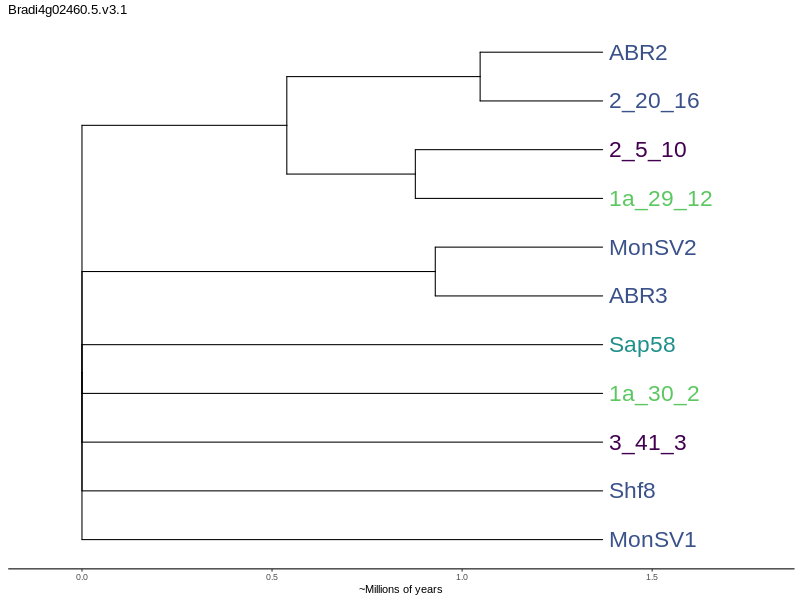 Bradi4g02460.5.v3.1
ABR2
2_20_16
2_5_10
1a_29_12
MonSV2
ABR3
Sap58
1a_30_2
3_41_3
Shf8
MonSV1
0.0 0.5 1.0 1.5
~Millions of years